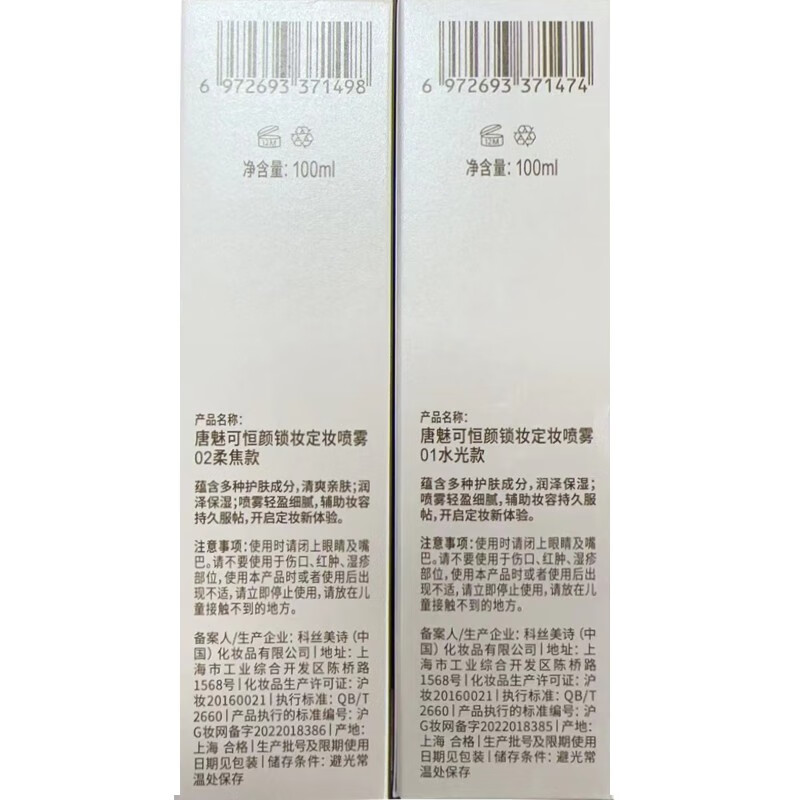 6 972693 371498
12M
净含量：100ml
产品名称：
唐魅可恒颜锁妆定妆喷雾
02柔焦款
蕴含多种护肤成分，清爽亲肤；润
泽保湿；喷雾轻盈细腻，辅助妆容
持久服帖，开启定妆新体验。
注意事项：使用时请闭上眼睛及嘴
巴。请不要使用于伤口、红肿、湿疹
部位，使用本产品时或者使用后出
现不适，请立即停止使用，请放在儿
童接触不到的地方。
备案人/生产企业：科丝美诗（中
国）化妆品有限公司|地址：上
海市工业综合开发区陈桥路
1568号|化妆品生产许可证：沪
妆20160021|执行标准：QB/T
2660|产品执行的标准编号：沪
G妆网备字2022018386|产地：
上海 合格|生产批号及限期使用
日期见包装|储存条件：避光常
温处保存
6 972693 371474
12M
净含量：100ml
产品名称：
唐魅可恒颜锁妆定妆喷雾
01水光款
蕴含多种护肤成分，润泽保湿；
喷雾轻盈细腻，辅助妆容持久服
帖，开启定妆新体验。
注意事项：使用时请闭上眼睛及嘴
巴。请不要使用于伤口、红肿、湿疹
部位，使用本产品时或者使用后出
现不适，请立即停止使用，请放在儿
童接触不到的地方。
备案人/生产企业：科丝美诗（中
国）化妆品有限公司|地址：上
海市工业综合开发区陈桥路
1568号|化妆品生产许可证：沪
妆20160021|执行标准：QB/T
2660|产品执行的标准编号：沪
G妆网备字2022018385|产地：
上海 合格|生产批号及限期使用
日期见包装|储存条件：避光常
温处保存